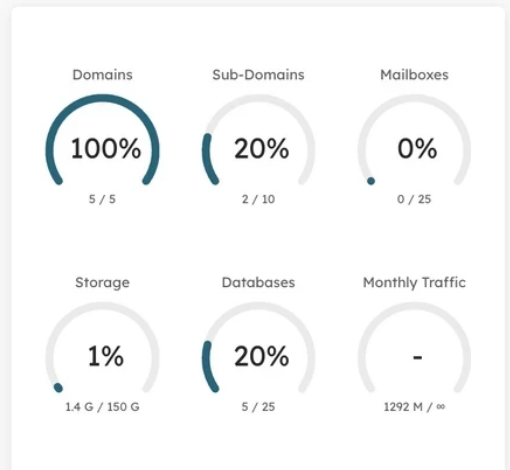 Domains
Sub-Domains
Mailboxes
100%
20%
0%
5 / 5
2 / 10
0 / 25
Storage
Databases
Monthly Traffic
1%
20%
-
1.4 G / 150 G
5 / 25
1292 M / ∞